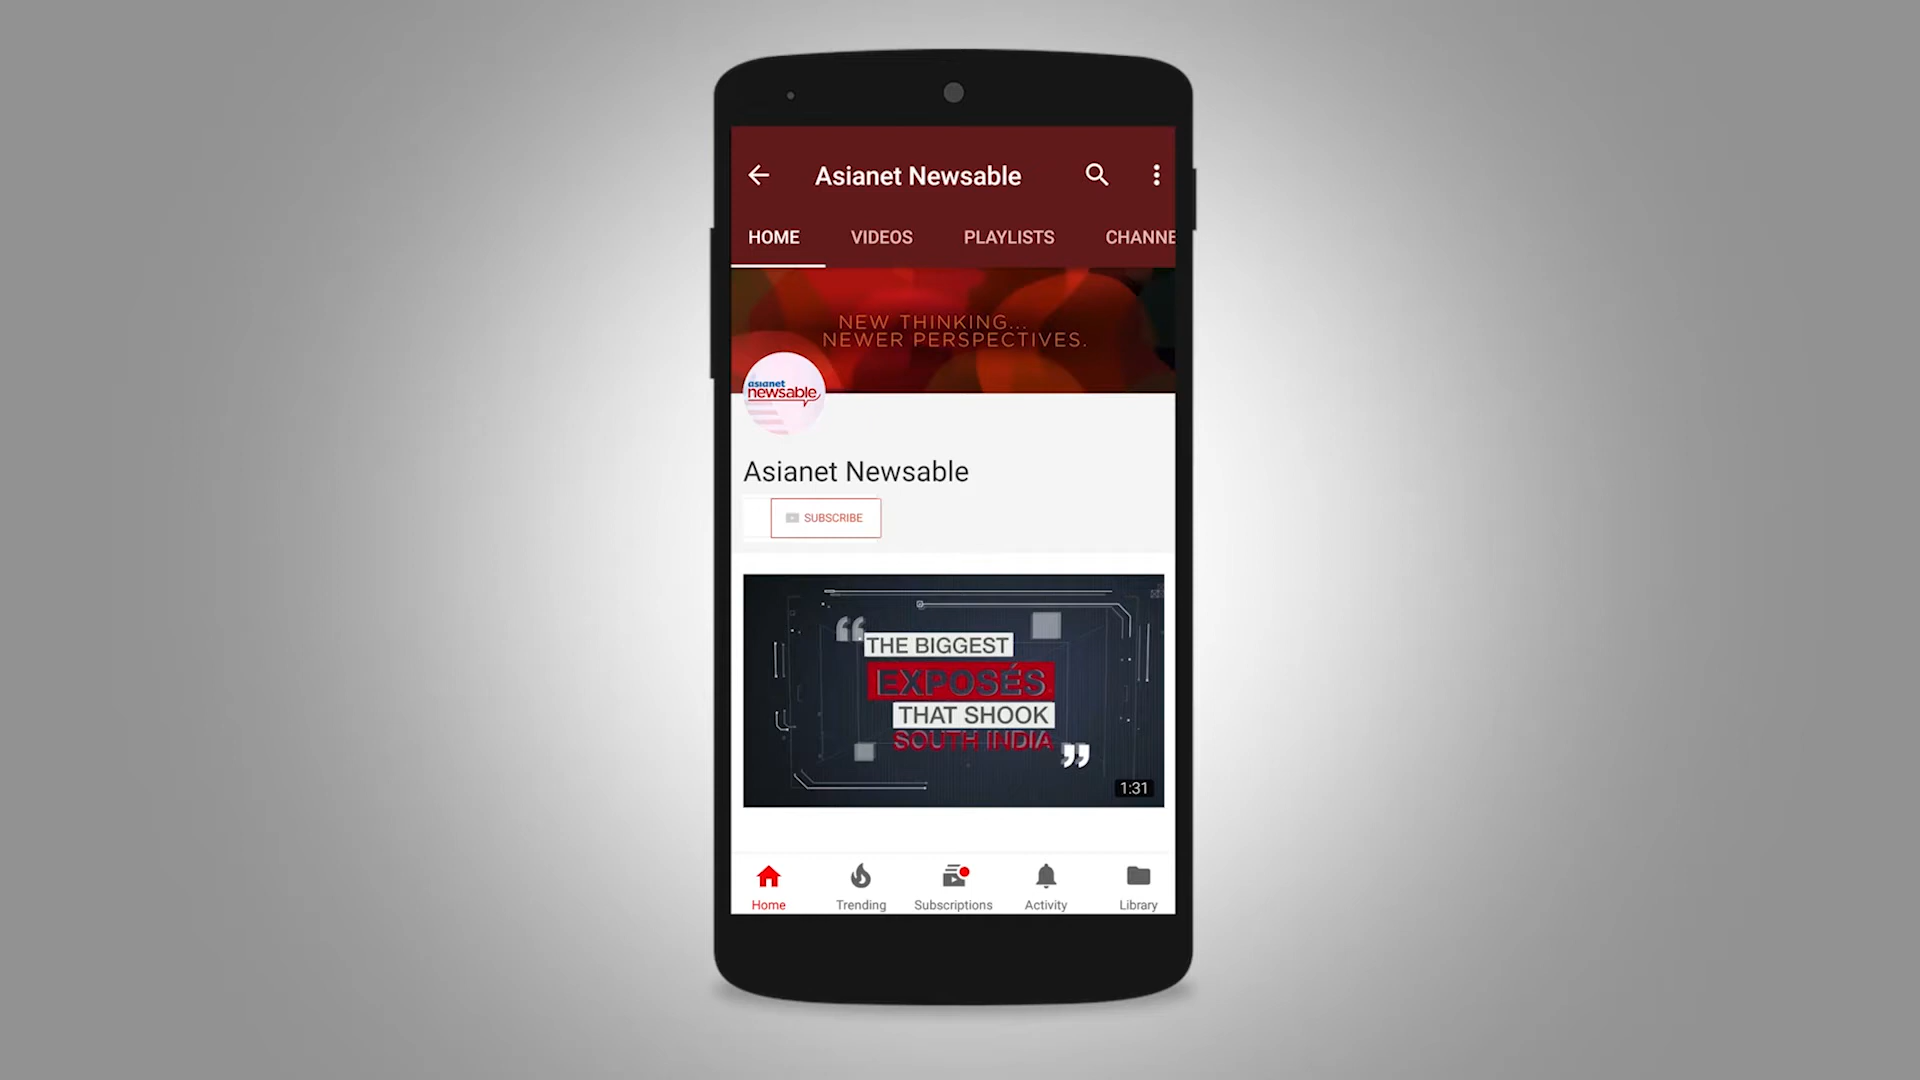 Asianet Newsable
HOME VIDEOS PLAYLISTS CHANNE
NEW THINKING...
NEWER PERSPECTIVES.
asianet
newsable
Asianet Newsable
SUBSCRIBE
“THE BIGGEST
EXPOSÉS
THAT SHOOK
SOUTH INDIA”
1:31
Home Trending Subscriptions Activity Library